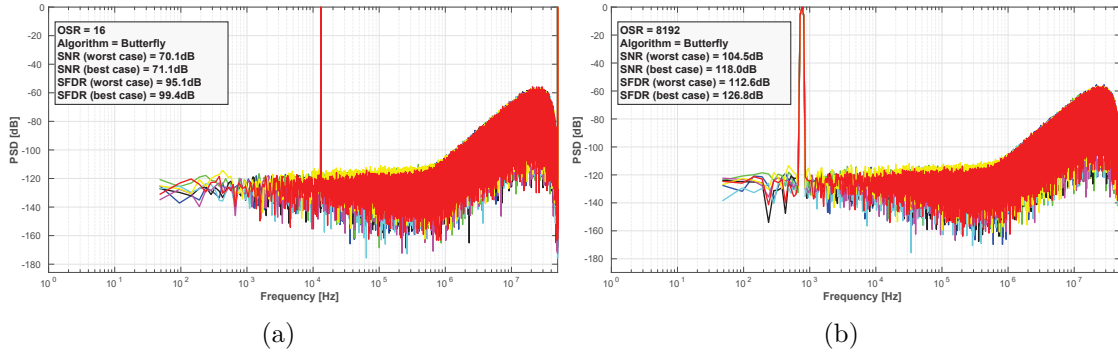 0
-20
-40
-60
-80
-100
-120
-140
-160
-180
PSD [dB]
OSR = 16
Algorithm = Butterfly
SNR (worst case) = 70.1dB
SNR (best case) = 71.1dB
SFDR (worst case) = 95.1dB
SFDR (best case) = 99.4dB
10^0 10^1 10^2 10^3 10^4 10^5 10^6 10^7
Frequency [Hz]
(a)
0
-20
-40
-60
-80
-100
-120
-140
-160
-180
PSD [dB]
OSR = 8192
Algorithm = Butterfly
SNR (worst case) = 104.5dB
SNR (best case) = 118.0dB
SFDR (worst case) = 112.6dB
SFDR (best case) = 126.8dB
10^0 10^1 10^2 10^3 10^4 10^5 10^6 10^7
Frequency [Hz]
(b)